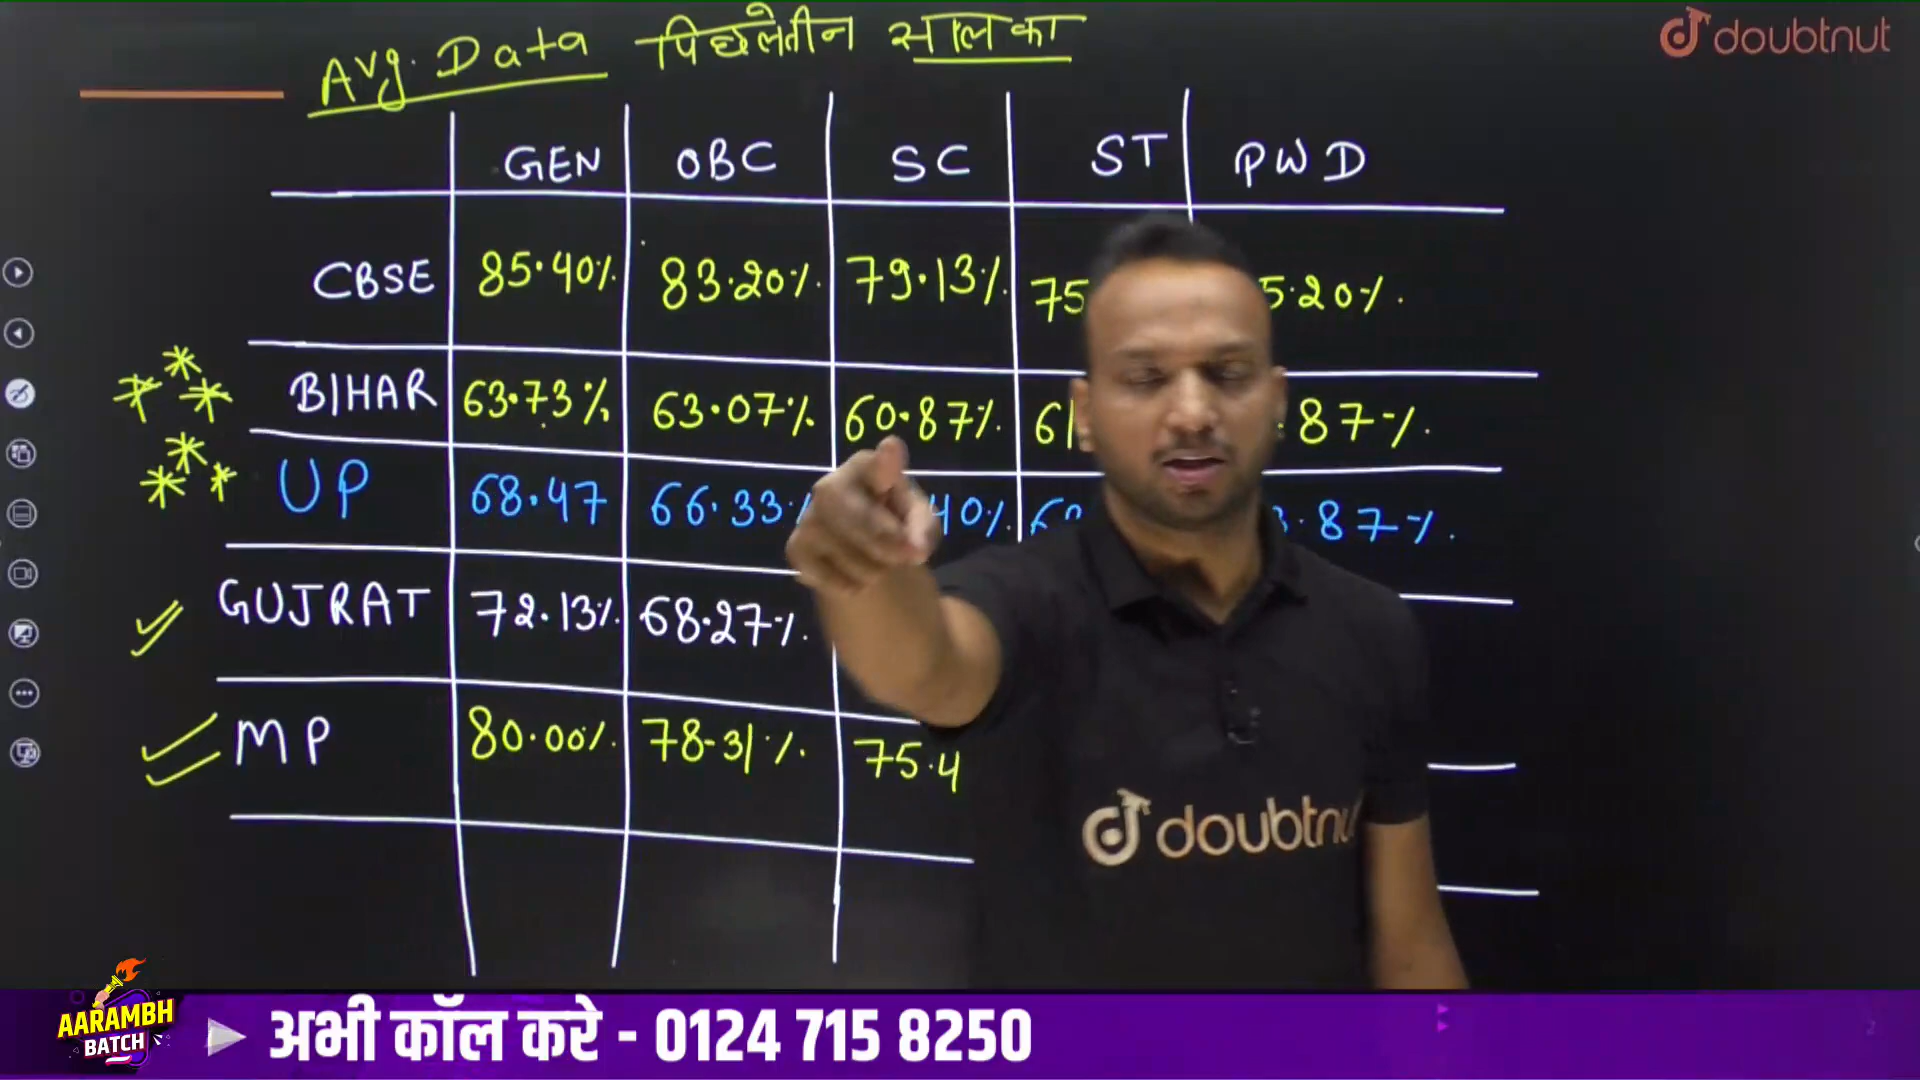 Avg. Data पिछले तीन साल का
doubtnut
GEN OBC SC ST PWD
CBSE 85.40% 83.20% 79.13% 75 5.20%.
BIHAR 63.73% 63.07% 60.87% 61 .87%.
UP 68.47 66.33% 40% .87%.
GUJRAT 72.13% 68.27%.
MP 80.00% 78.31% 75.4
doubtnut
AARAMBH
BATCH
अभी कॉल करे - 0124 715 8250
2